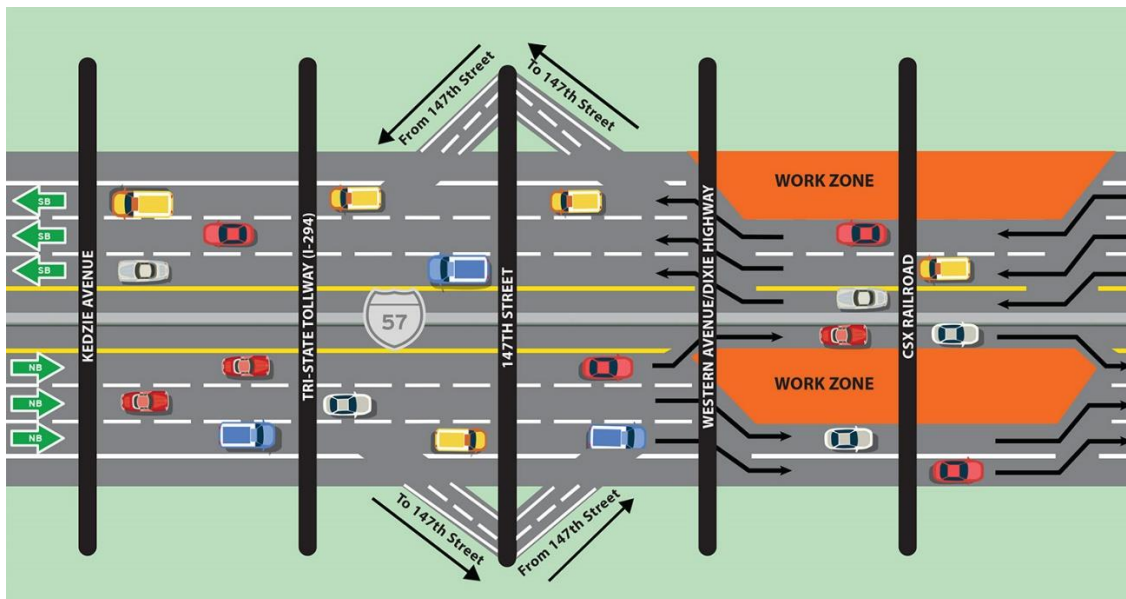 From 147th Street
To 147th Street
WORK ZONE
SB
SB
SB
KEDZIE AVENUE
TRI-STATE TOLLWAY (I-294)
57
147TH STREET
WESTERN AVENUE/DIXIE HIGHWAY
CSX RAILROAD
NB
NB
NB
WORK ZONE
To 147th Street
From 147th Street